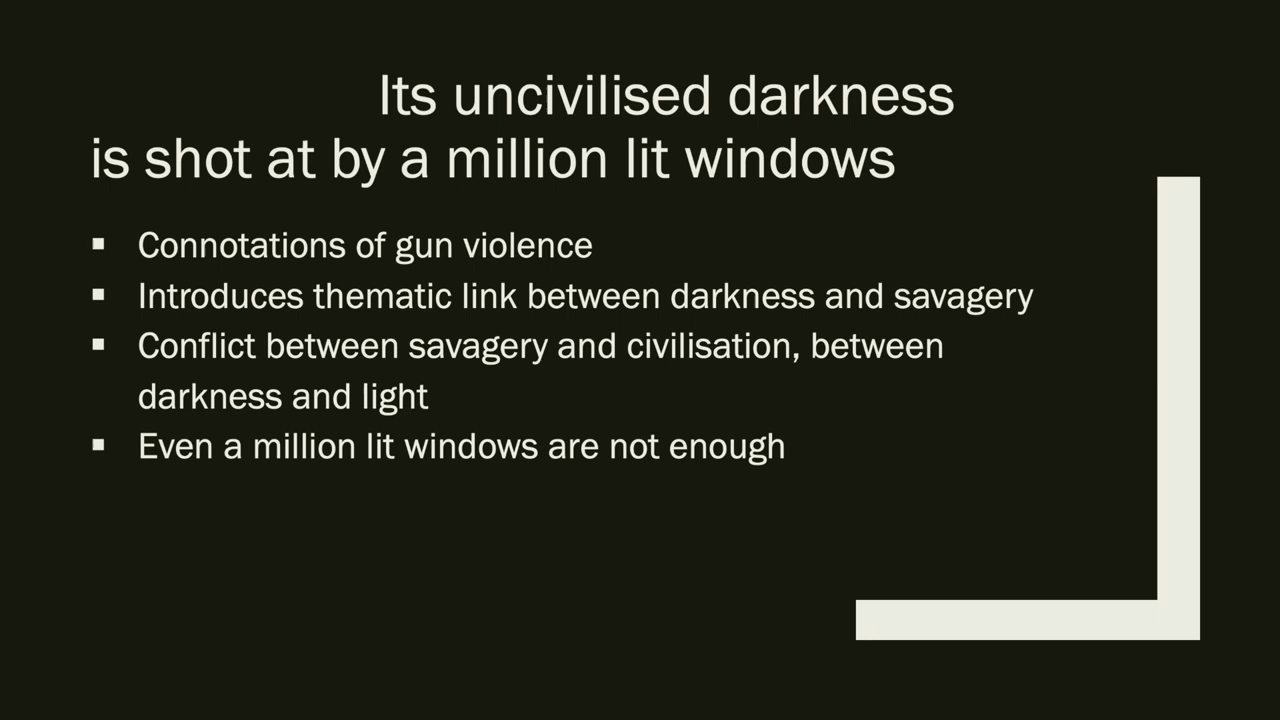 Its uncivilised darkness
is shot at by a million lit windows
▪ Connotations of gun violence
▪ Introduces thematic link between darkness and savagery
▪ Conflict between savagery and civilisation, between
darkness and light
▪ Even a million lit windows are not enough